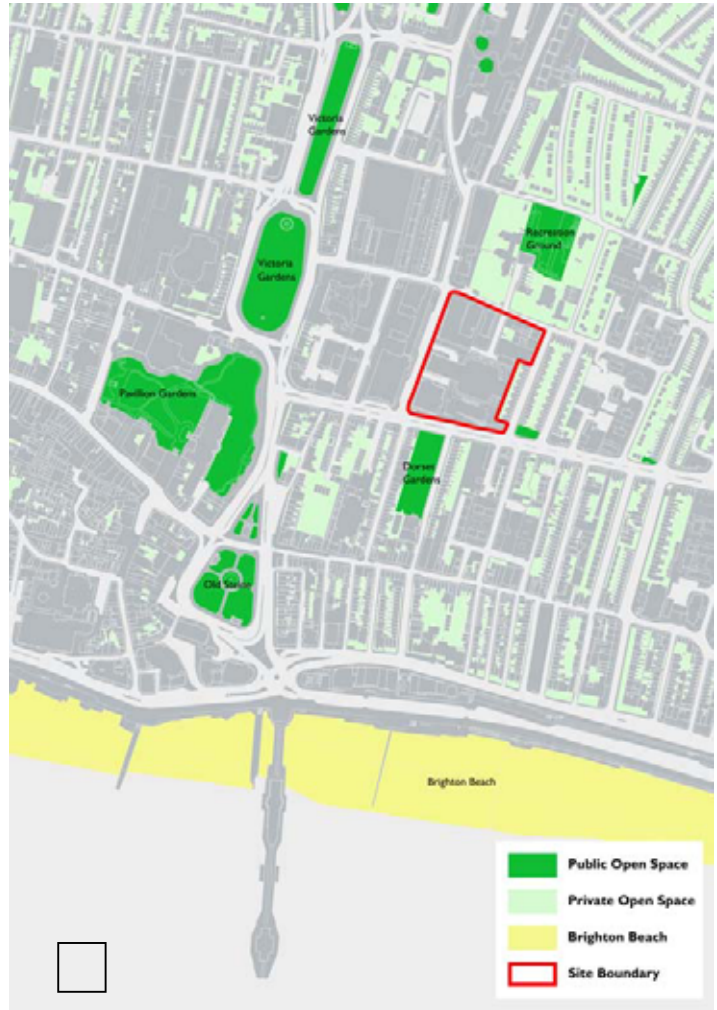 Victoria
Gardens
Recreation
Ground
Victoria
Gardens
Pavillion Gardens
Dorset
Gardens
Old Steine
Brighton Beach
Public Open Space
Private Open Space
Brighton Beach
Site Boundary